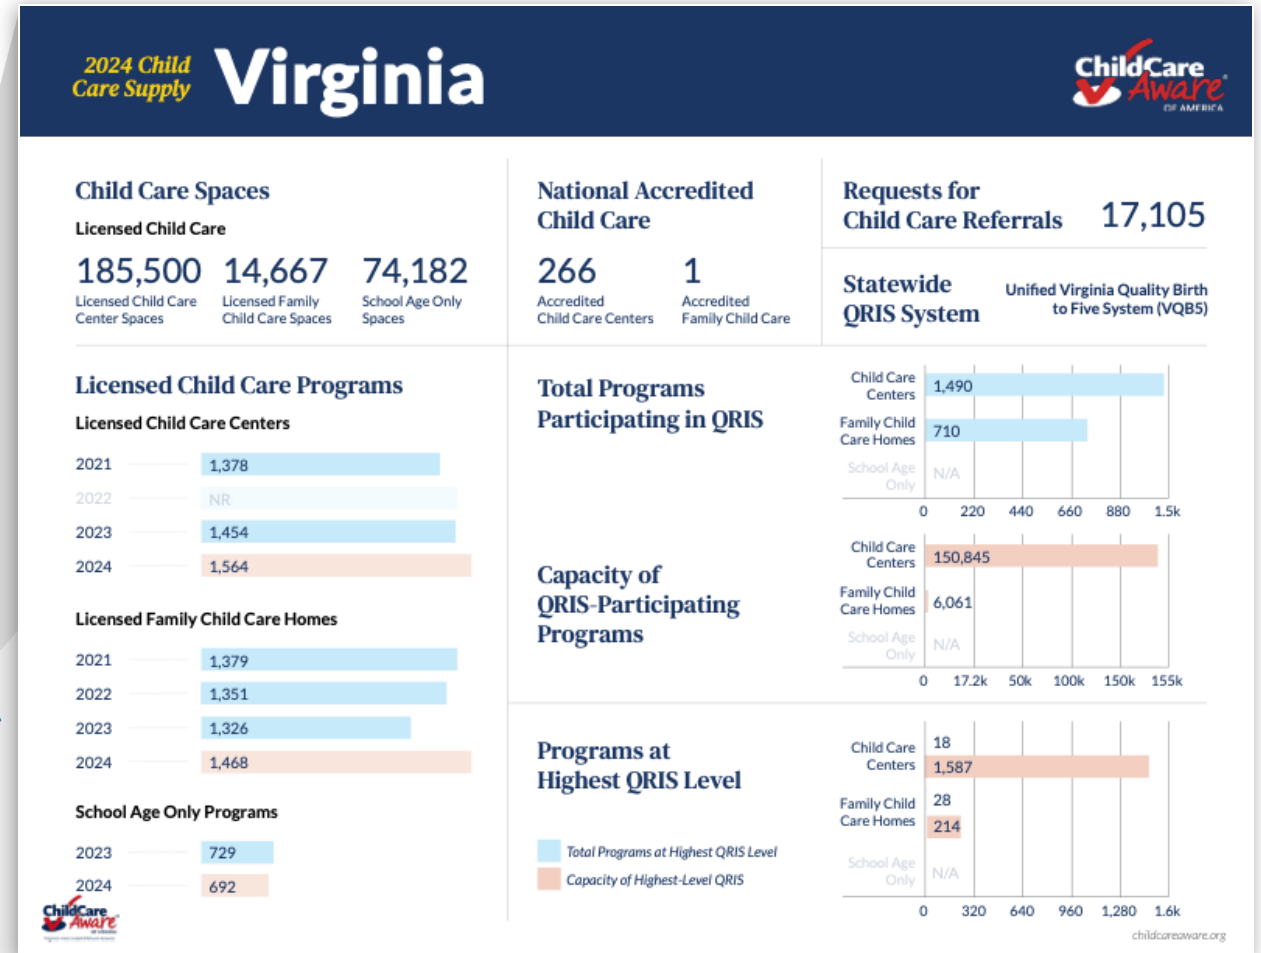 2024 Child
Care Supply
Virginia
ChildCare
Aware
OF AMERICA
Child Care Spaces
Licensed Child Care
185,500
Licensed Child Care
Center Spaces
14,667
Licensed Family
Child Care Spaces
74,182
School Age Only
Spaces
National Accredited
Child Care
266
Accredited
Child Care Centers
1
Accredited
Family Child Care
Requests for
Child Care Referrals
17,105
Statewide
QRIS System
Unified Virginia Quality Birth
to Five System (VQB5)
Licensed Child Care Programs
Licensed Child Care Centers
2021 1,378
2022 NR
2023 1,454
2024 1,564
Licensed Family Child Care Homes
2021 1,379
2022 1,351
2023 1,326
2024 1,468
School Age Only Programs
2023 729
2024 692
Total Programs
Participating in QRIS
Child Care
Centers
1,490
Family Child
Care Homes
710
School Age
Only
N/A
0 220 440 660 880 1.5k
Capacity of
QRIS-Participating
Programs
Child Care
Centers
150,845
Family Child
Care Homes
6,061
School Age
Only
N/A
0 17.2k 50k 100k 150k 155k
Programs at
Highest QRIS Level
Total Programs at Highest QRIS Level
Capacity of Highest-Level QRIS
Child Care
Centers
18
1,587
Family Child
Care Homes
28
214
School Age
Only
N/A
0 320 640 960 1,280 1.6k
ChildCare
Aware
childcareaware.org